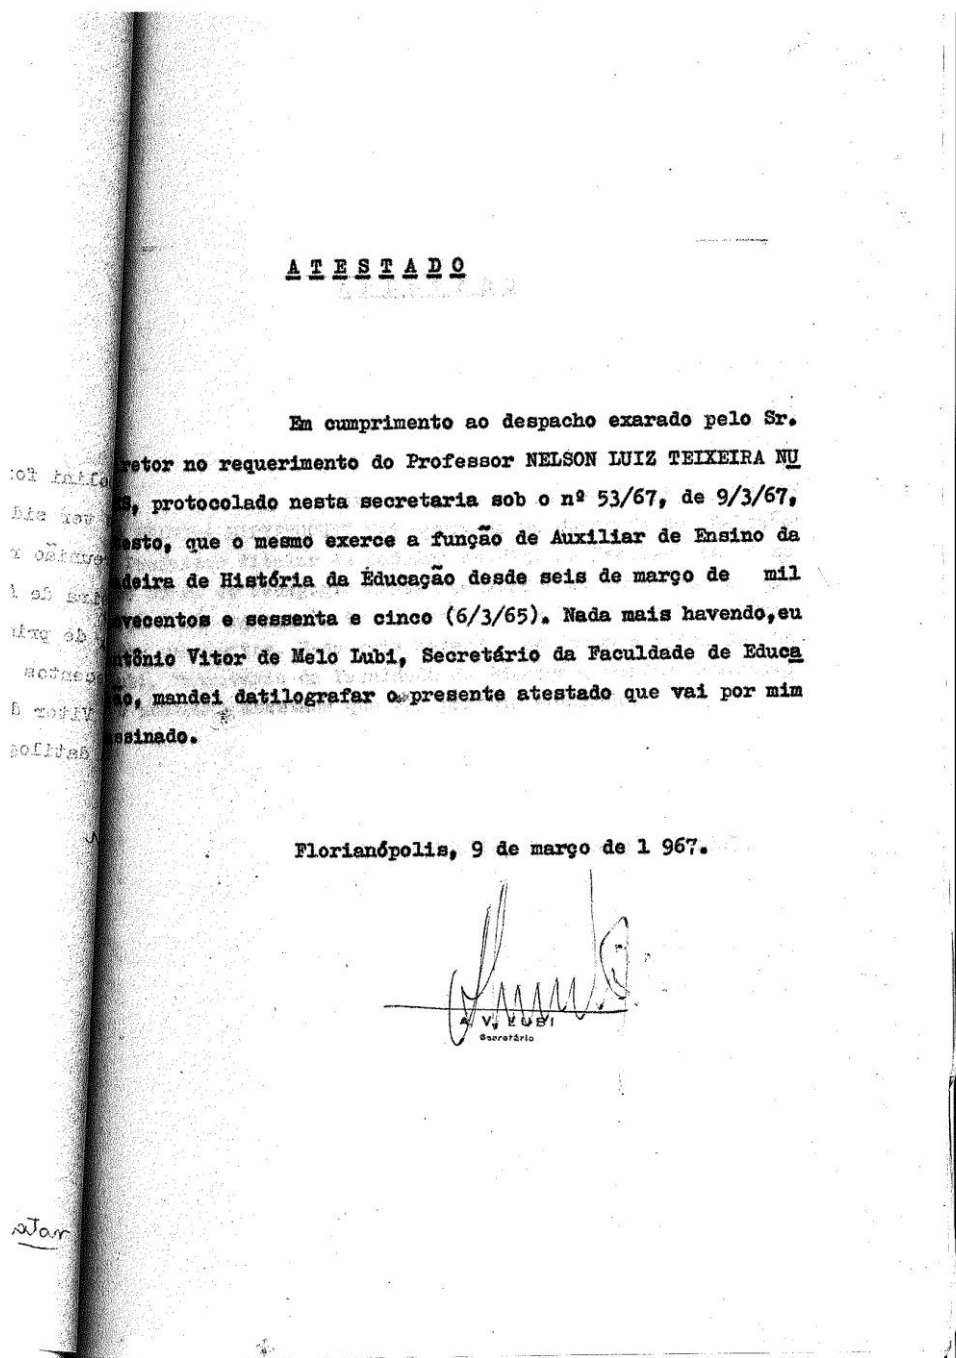 A T E S T A D O
Em cumprimento ao despacho exarado pelo Sr.
retor no requerimento do Professor NELSON LUIZ TEIXEIRA NU
S, protocolado nesta secretaria sob o nº 53/67, de 9/3/67,
esto, que o mesmo exerce a função de Auxiliar de Ensino da
deira de História da Educação desde seis de março de mil
vecentos e sessenta e cinco (6/3/65). Nada mais havendo,eu
ntônio Vitor de Melo Lubi, Secretário da Faculdade de Educa
ão, mandei datilografar o presente atestado que vai por mim
ssinado.
Florianópolis, 9 de março de 1 967.
A. V. LUBI
Secretário
atar